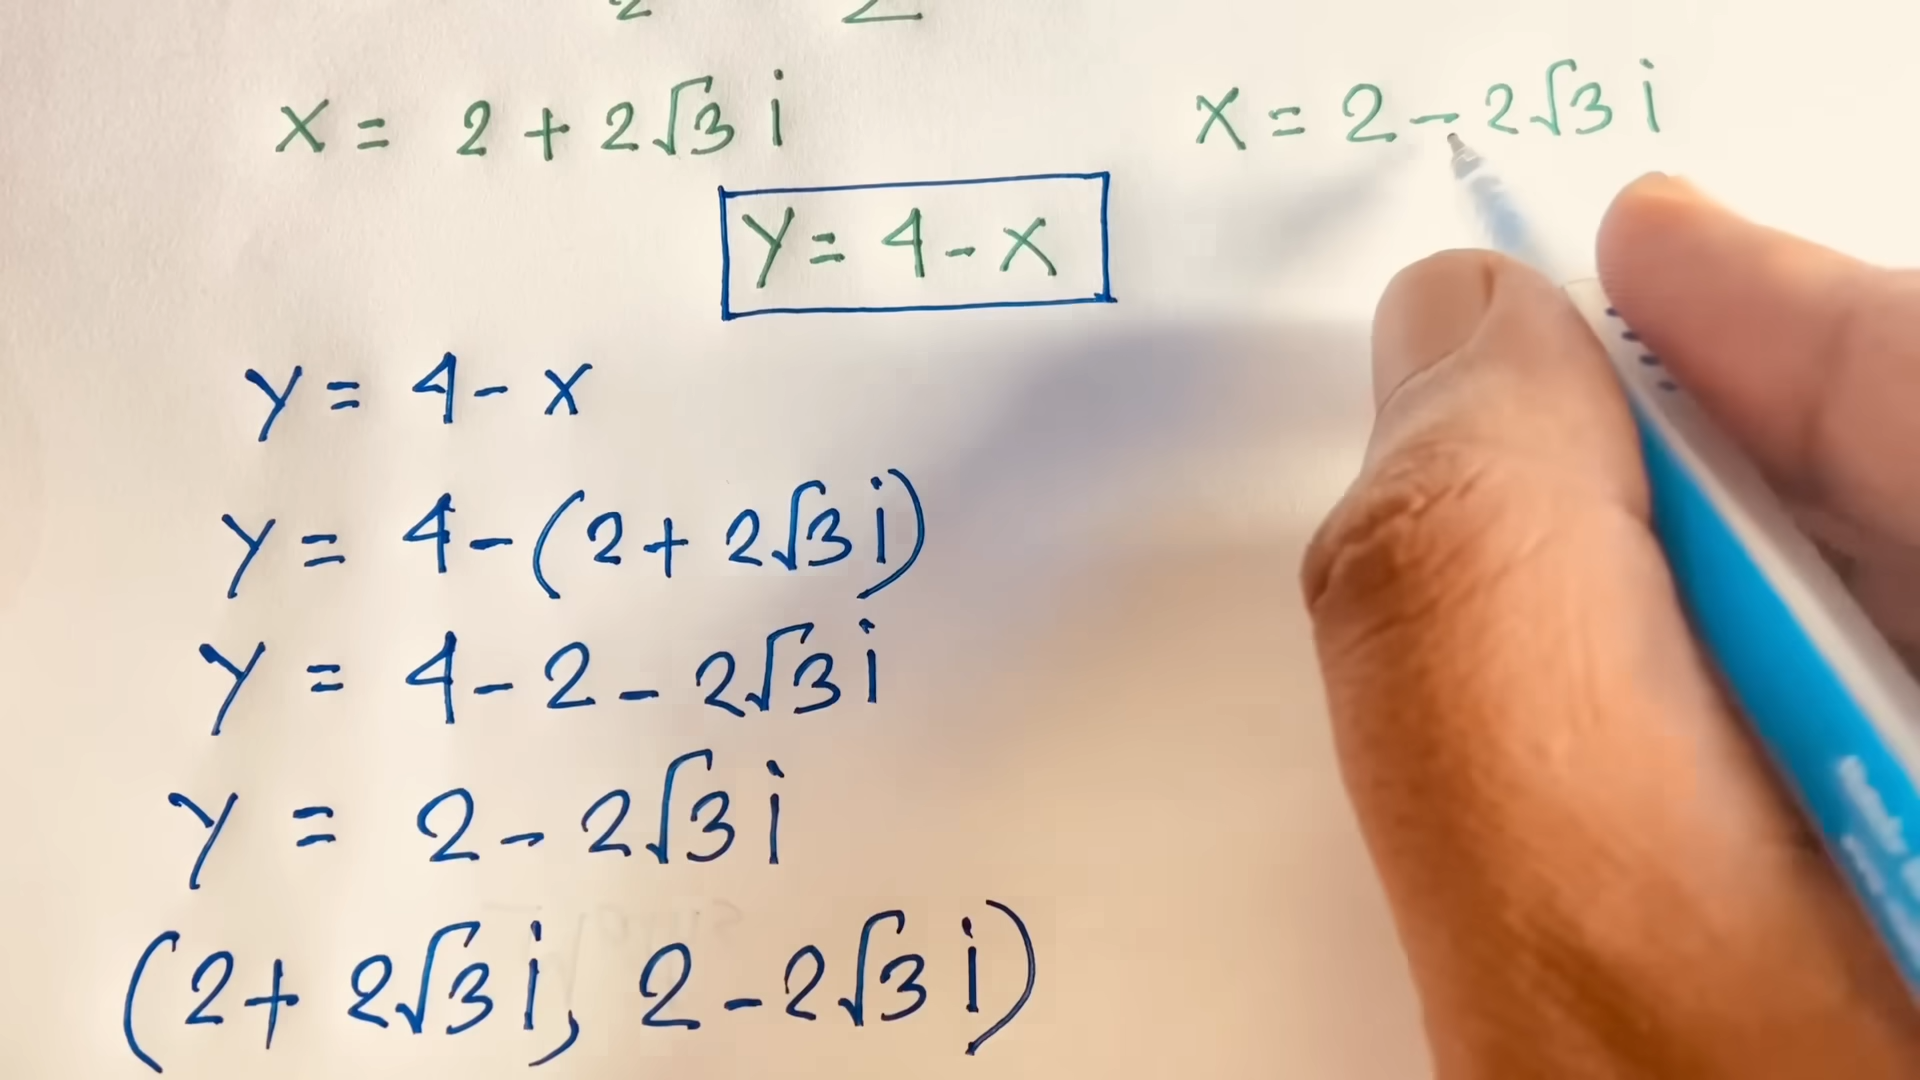 x = 2 + 2√3 i
x = 2 - 2√3 i
y = 4 - x
y = 4 - x
y = 4 - (2 + 2√3 i)
y = 4 - 2 - 2√3 i
y = 2 - 2√3 i
(2 + 2√3 i, 2 - 2√3 i)